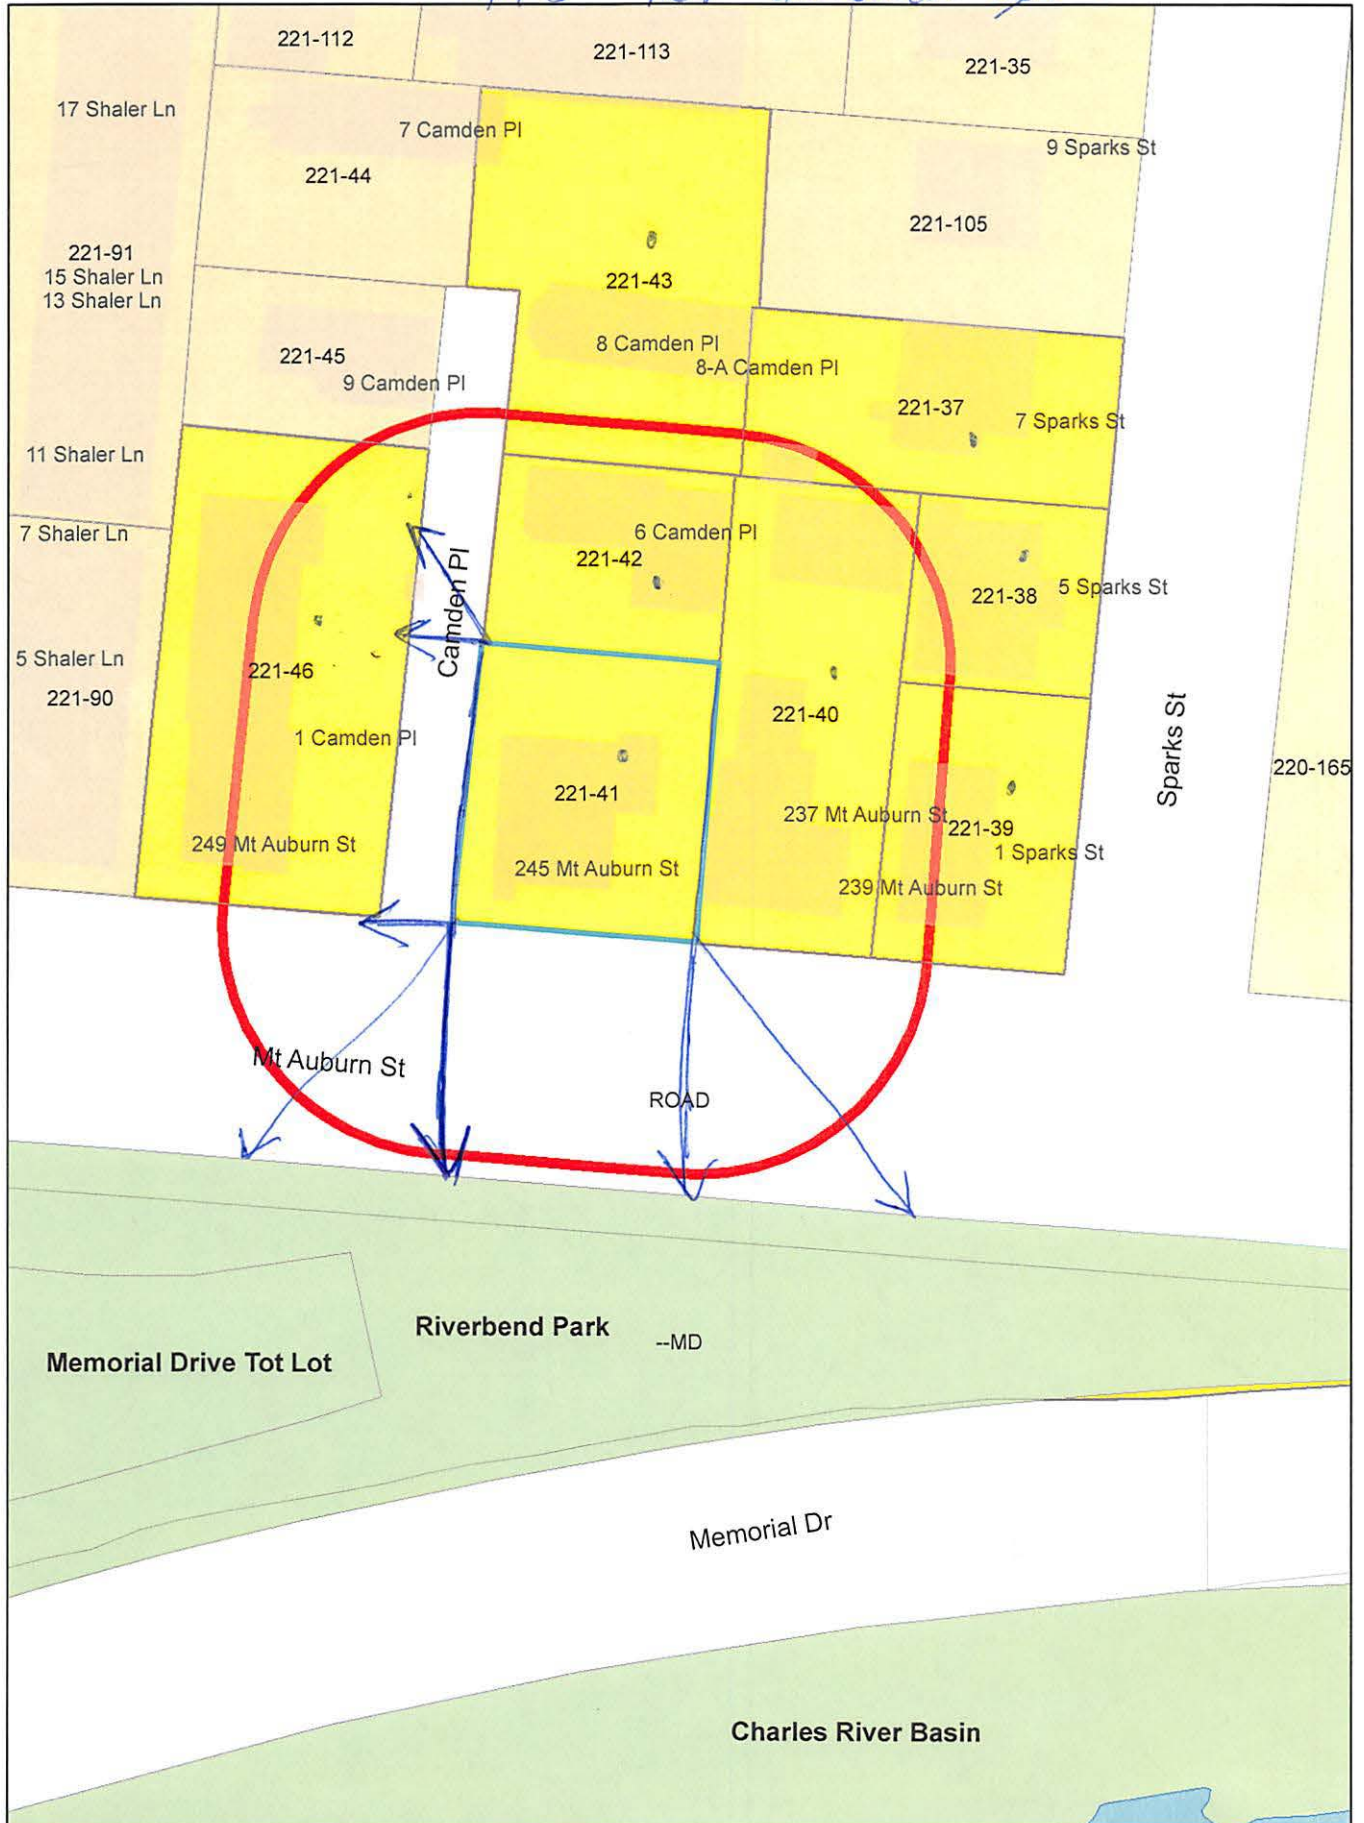 221-112
221-113
221-35
17 Shaler Ln
7 Camden Pl
9 Sparks St
221-44
221-105
221-91
15 Shaler Ln
13 Shaler Ln
221-43
8 Camden Pl
8-A Camden Pl
221-45
9 Camden Pl
221-37
7 Sparks St
11 Shaler Ln
7 Shaler Ln
6 Camden Pl
221-42
Camden Pl
221-38
5 Sparks St
5 Shaler Ln
221-90
221-46
1 Camden Pl
221-40
Sparks St
220-165
221-41
237 Mt Auburn St
221-39
1 Sparks St
249 Mt Auburn St
245 Mt Auburn St
239 Mt Auburn St
Mt Auburn St
ROAD
Riverbend Park
--MD
Memorial Drive Tot Lot
Memorial Dr
Charles River Basin